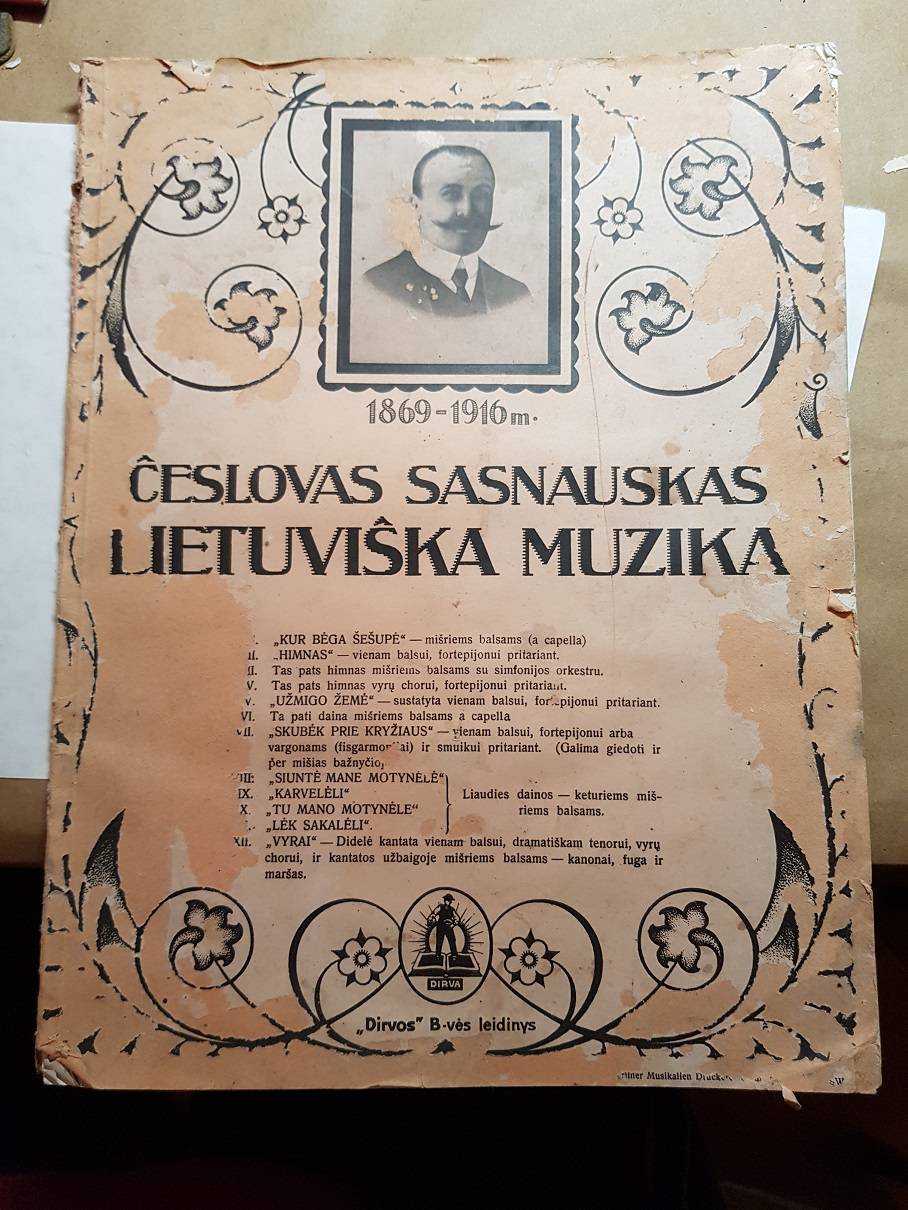 1869-1916 m.
ČESLOVAS SASNAUSKAS
LIETUVIŠKA MUZIKA
„KUR BĖGA ŠEŠUPĖ“ — mišriems balsams (a capella)
„HIMNAS“ — vienam balsui, fortepijonui pritariant.
Tas pats himnas mišriems balsams su simfonijos orkestru.
V. Tas pats himnas vyrų chorui, fortepijonui pritariant.
V. „UŽMIGO ŽEMĖ“ — sustatyta vienam balsui, fortepijonui pritariant.
VI. Ta pati daina mišriems balsams a capella
VII. „SKUBĖK PRIE KRYŽIAUS“ — vienam balsui, fortepijonui arba
vargonams ir smuikui pritariant. (Galima giedoti ir
per mišias
„SIUNTĖ MANE MOTYNĖLĖ“
IX. „KARVELĖLI“
X. „TU MANO MOTYNĖLE“
„LĖK SAKALĖLI“.
Liaudies dainos — keturiems miš-
riems balsams.
XII. „VYRAI“ — Didelė kantata vienam balsui, dramatiškam tenorui, vyrų
chorui, ir kantatos užbaigoje mišriems balsams — kanonai, fuga ir
maršas.
DIRVA
„Dirvos“ B-vės leidinys
Musikalien